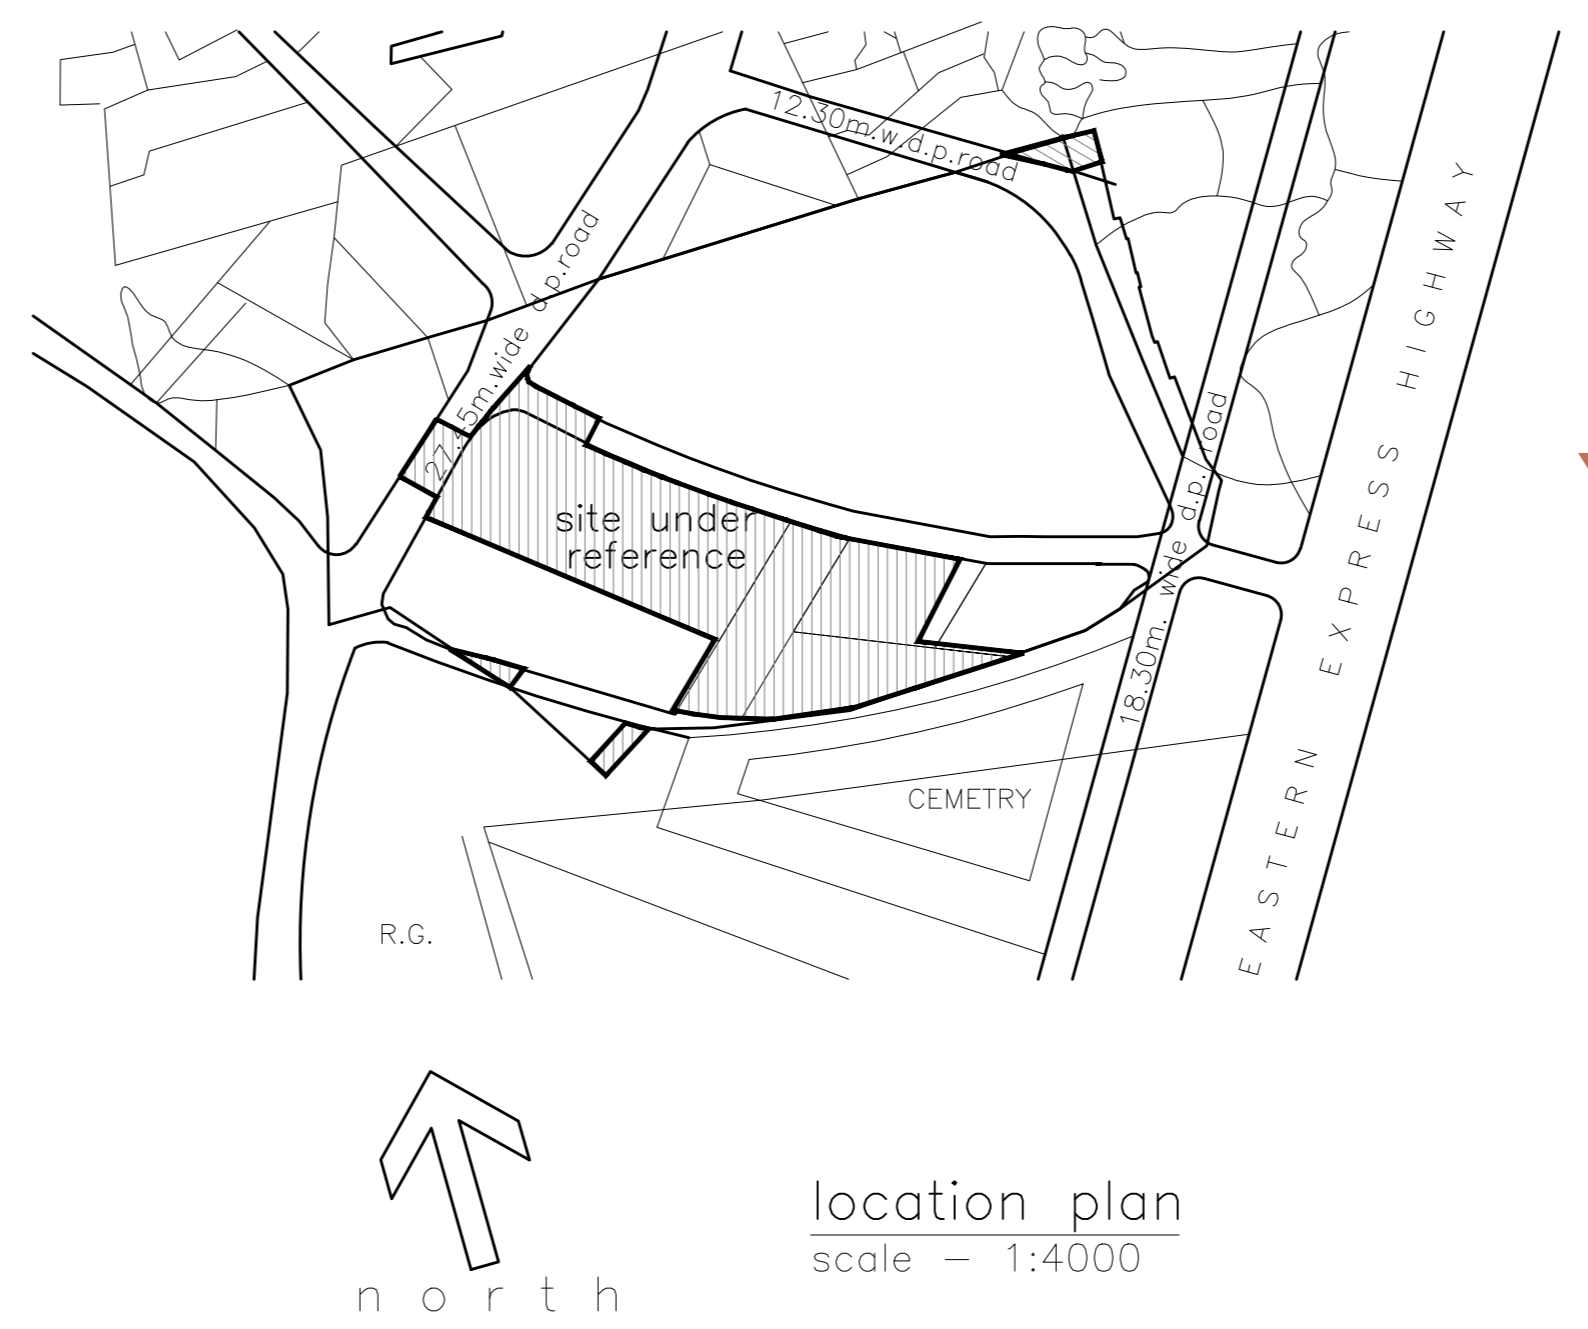 12.30m.w.d.p.road
27.45m.wide d.p.road
site under
reference
18.30m. wide d.p. road
EASTERN EXPRESS HIGHWAY
CEMETRY
R.G.
north
location plan
scale – 1:4000